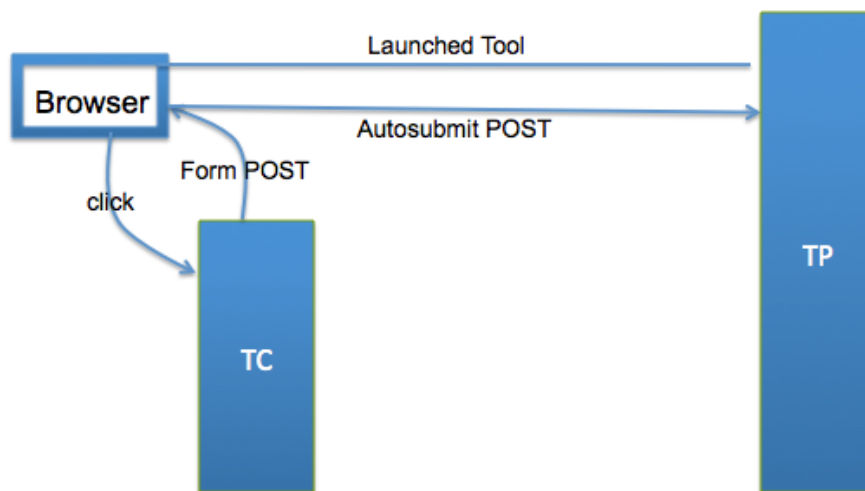 Launched Tool
Browser
Autosubmit POST
Form POST
click
TP
TC